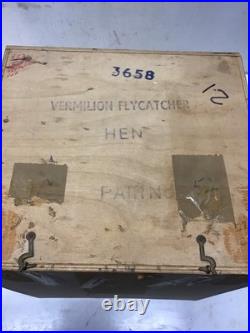 3658
12
VERMILION FLYCATCHER
HEN
PAIR NO